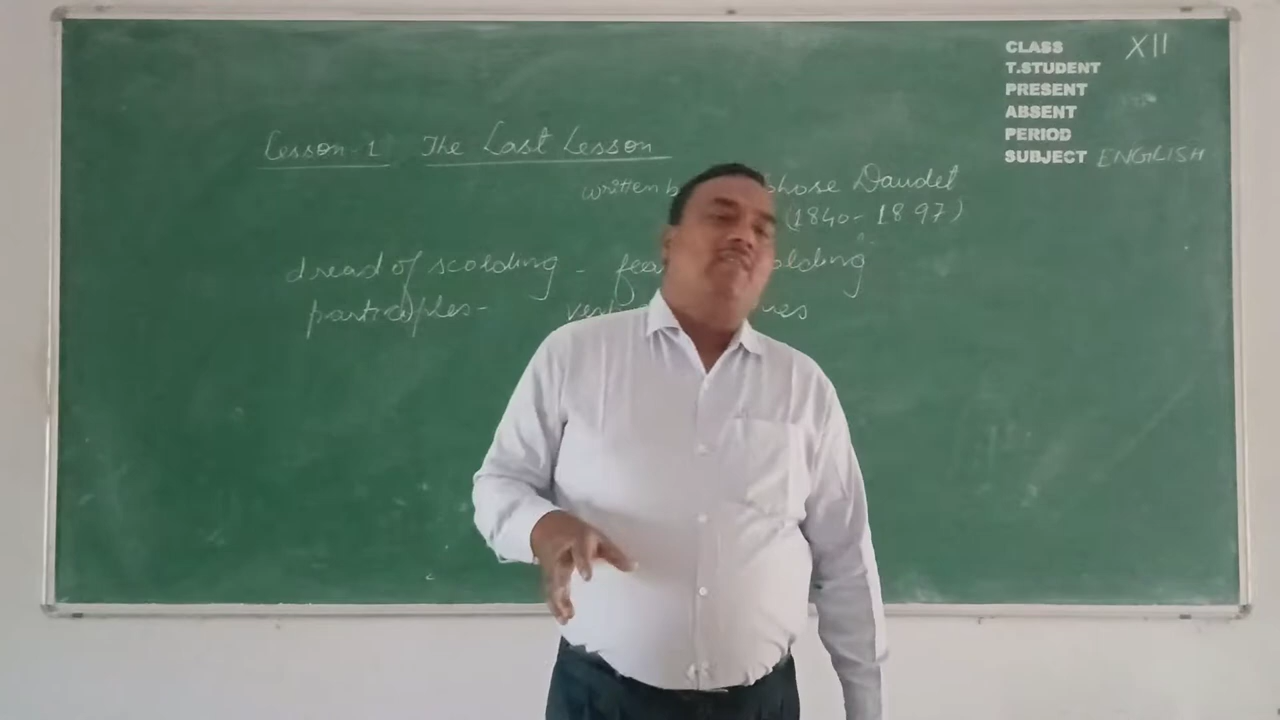 CLASS XII
T.STUDENT
PRESENT
ABSENT
PERIOD
SUBJECT ENGLISH
Lesson-1 The Last Lesson
written Daudet
(1840-1897)
dread of scolding -
participles-